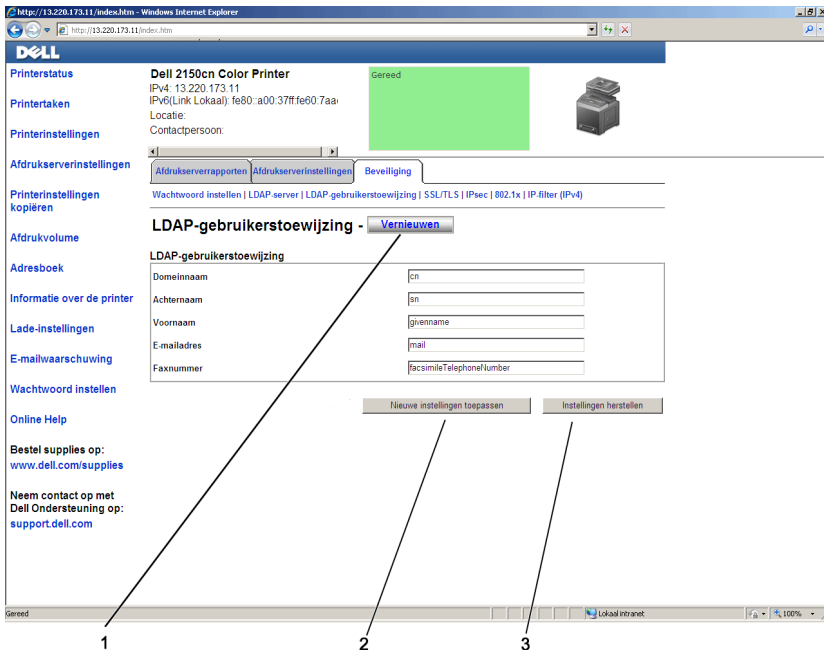 http://13.220.173.11/index.htm - Windows Internet Explorer
http://13.220.173.11/index.htm
DELL
Printerstatus
Printertaken
Printerinstellingen
Afdrukserverinstellingen
Printerinstellingen
kopiëren
Afdrukvolume
Adresboek
Informatie over de printer
Lade-instellingen
E-mailwaarschuwing
Wachtwoord instellen
Online Help
Bestel supplies op:
www.dell.com/supplies
Neem contact op met
Dell Ondersteuning op:
support.dell.com
Dell 2150cn Color Printer
IPv4: 13.220.173.11
IPv6(Link Lokaal): fe80::a00:37ff:fe60:7aa
Locatie:
Contactpersoon:
Gereed
Afdrukserverrapporten Afdrukserverinstellingen Beveiliging
Wachtwoord instellen | LDAP-server | LDAP-gebruikerstoewijzing | SSL/TLS | IPsec | 802.1x | IP-filter (IPv4)
LDAP-gebruikerstoewijzing - Vernieuwen
LDAP-gebruikerstoewijzing
Domeinnaam cn
Achternaam sn
Voornaam givenname
E-mailadres mail
Faxnummer facsimileTelephoneNumber
Nieuwe instellingen toepassen Instellingen herstellen
Gereed Lokaal intranet 100%
1 2 3